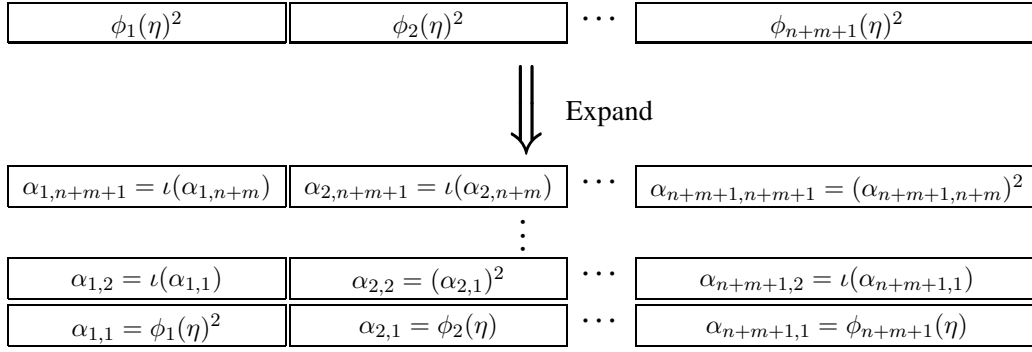 ϕ₁(η)² ϕ₂(η)² ⋯ ϕₙ₊ₘ₊₁(η)²
Expand
α₁,ₙ₊ₘ₊₁ = ι(α₁,ₙ₊ₘ) α₂,ₙ₊ₘ₊₁ = ι(α₂,ₙ₊ₘ) ⋯ αₙ₊ₘ₊₁,ₙ₊ₘ₊₁ = (αₙ₊ₘ₊₁,ₙ₊ₘ)²
⋮
α₁,₂ = ι(α₁,₁) α₂,₂ = (α₂,₁)² ⋯ αₙ₊ₘ₊₁,₂ = ι(αₙ₊ₘ₊₁,₁)
α₁,₁ = ϕ₁(η)² α₂,₁ = ϕ₂(η) ⋯ αₙ₊ₘ₊₁,₁ = ϕₙ₊ₘ₊₁(η)